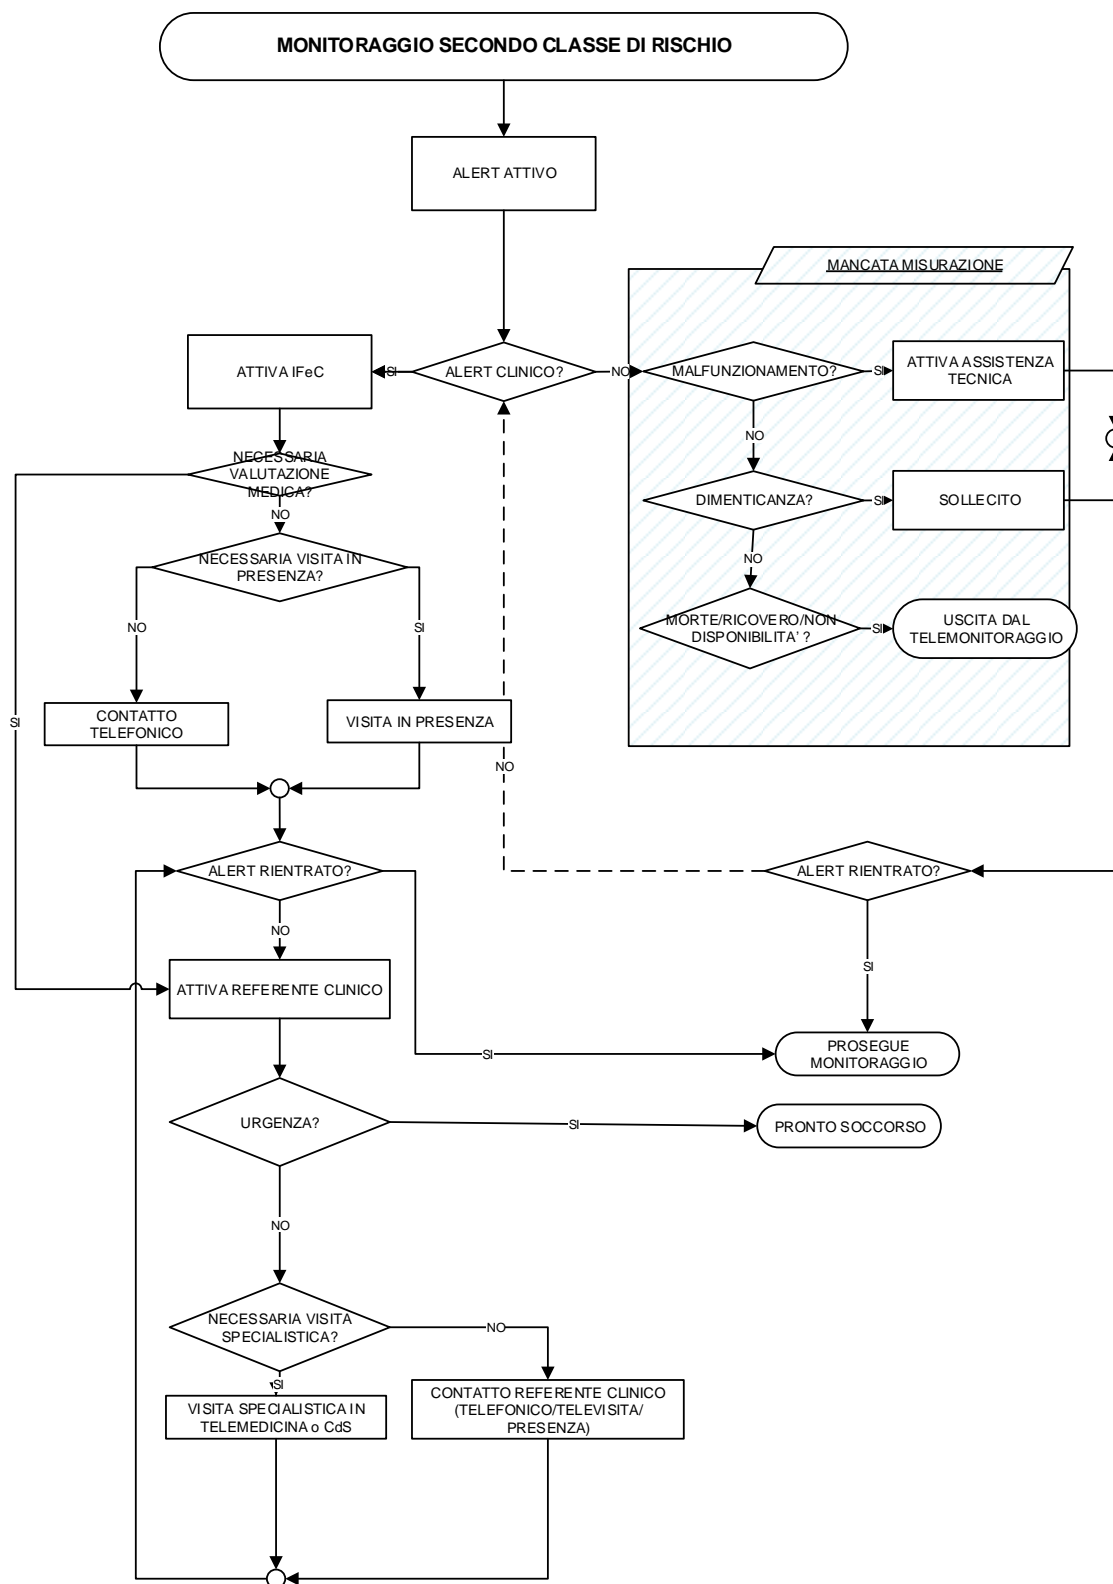 MONITORAGGIO SECONDO CLASSE DI RISCHIO
ALERT ATTIVO
MANCATA MISURAZIONE
ATTIVA IFeC
SI
ALERT CLINICO?
NO
MALFUNZIONAMENTO?
SI
ATTIVA ASSISTENZA
TECNICA
NO
NECESSARIA
VALUTAZIONE
MEDICA?
DIMENTICANZA?
SI
SOLLECITO
NO
NO
NECESSARIA VISITA IN
PRESENZA?
MORTE/RICOVERO/NON
DISPONIBILITA' ?
SI
USCITA DAL
TELEMONITORAGGIO
NO
SI
SI
CONTATTO
TELEFONICO
VISITA IN PRESENZA
NO
ALERT RIENTRATO?
ALERT RIENTRATO?
NO
SI
ATTIVA REFERENTE CLINICO
SI
PROSEGUE
MONITORAGGIO
URGENZA?
SI
PRONTO SOCCORSO
NO
NECESSARIA VISITA
SPECIALISTICA?
NO
SI
VISITA SPECIALISTICA IN
TELEMEDICINA o CdS
CONTATTO REFERENTE CLINICO
(TELEFONICO/TELEVISITA/
PRESENZA)